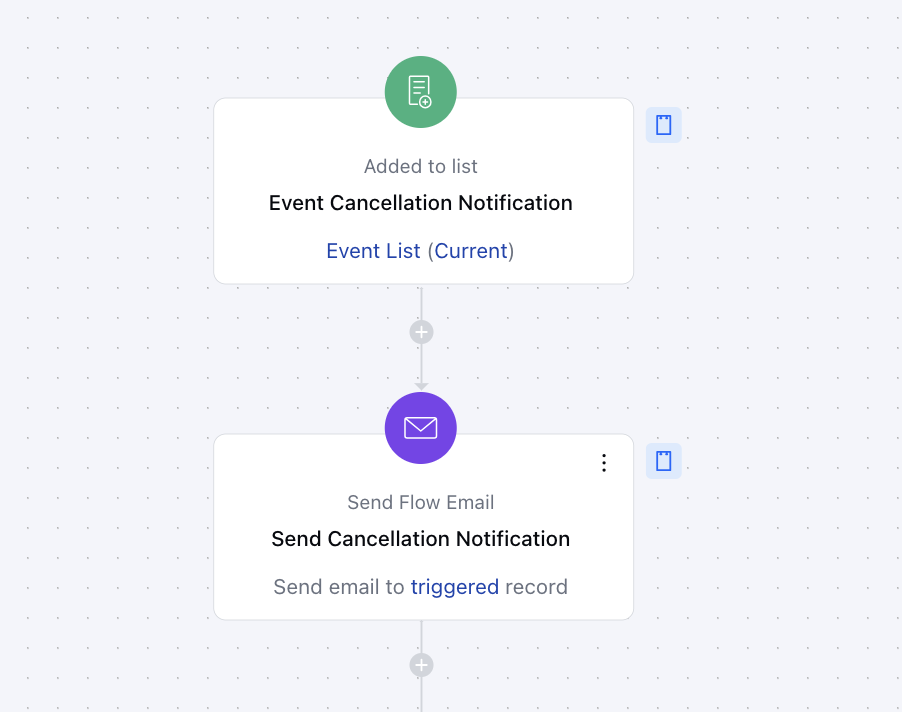 Added to list
Event Cancellation Notification
Event List (Current)
Send Flow Email
Send Cancellation Notification
Send email to triggered record